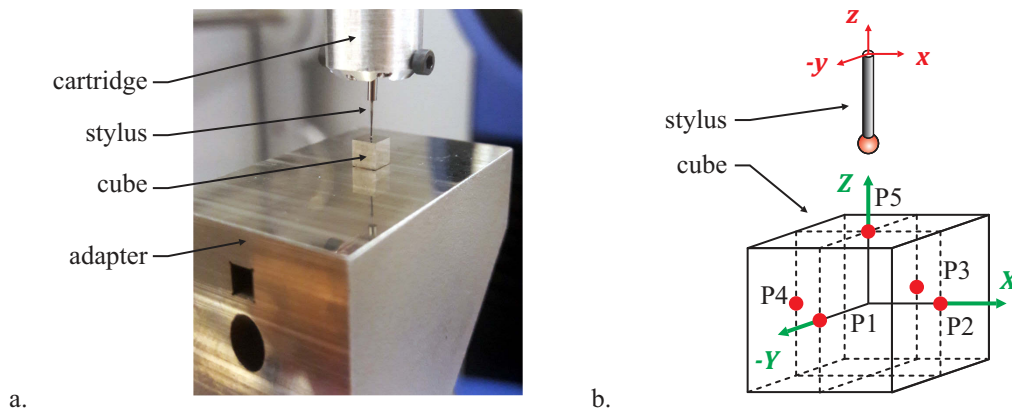 cartridge
stylus
cube
adapter
a.
z
-y
x
stylus
cube
Z
P5
P4
P3
X
P1
P2
-Y
b.